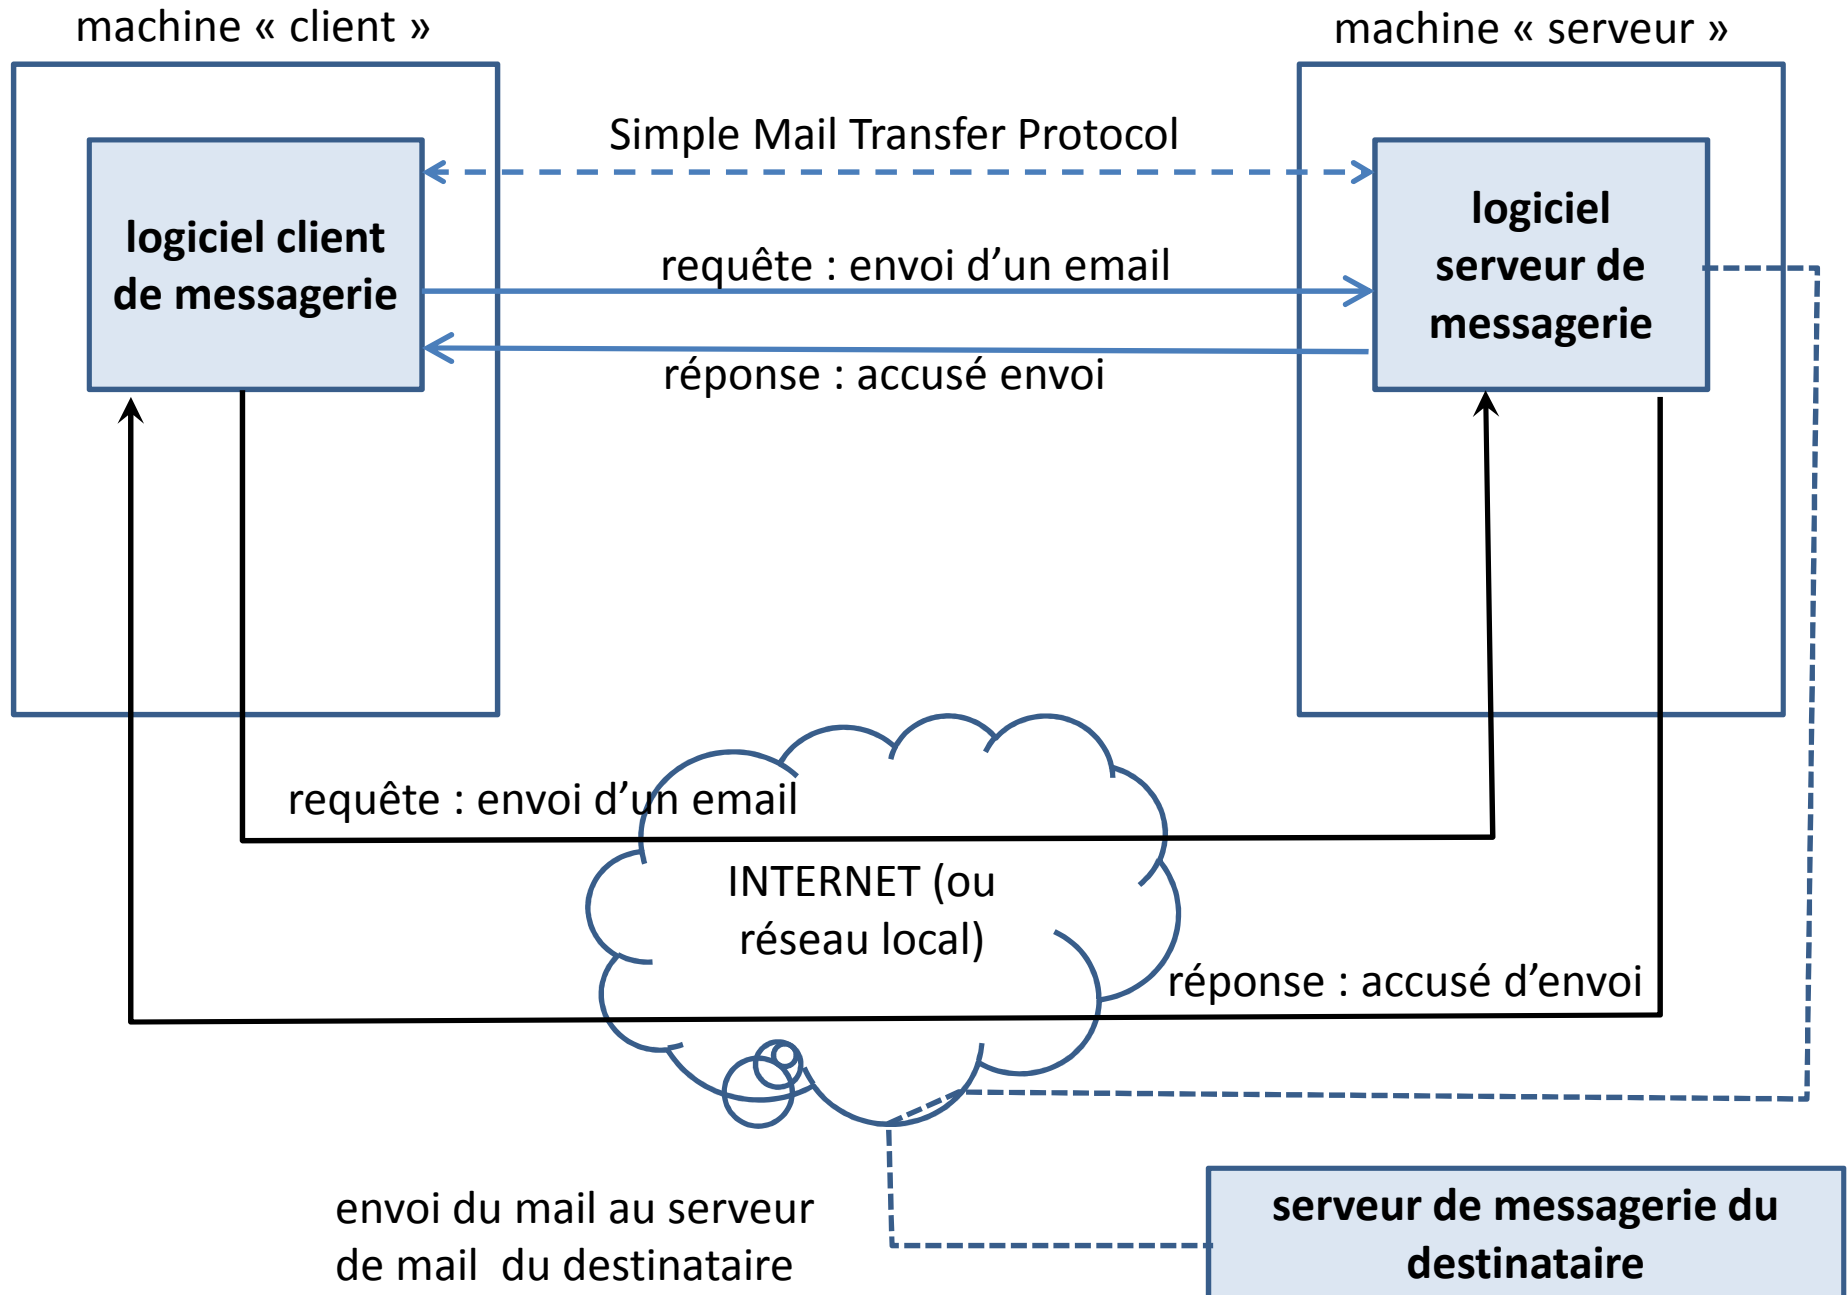 machine « client »
machine « serveur »
Simple Mail Transfer Protocol
logiciel client
de messagerie
logiciel
serveur de
messagerie
requête : envoi d’un email
réponse : accusé envoi
requête : envoi d’un email
INTERNET (ou
réseau local)
réponse : accusé d’envoi
envoi du mail au serveur
de mail  du destinataire
serveur de messagerie du
destinataire